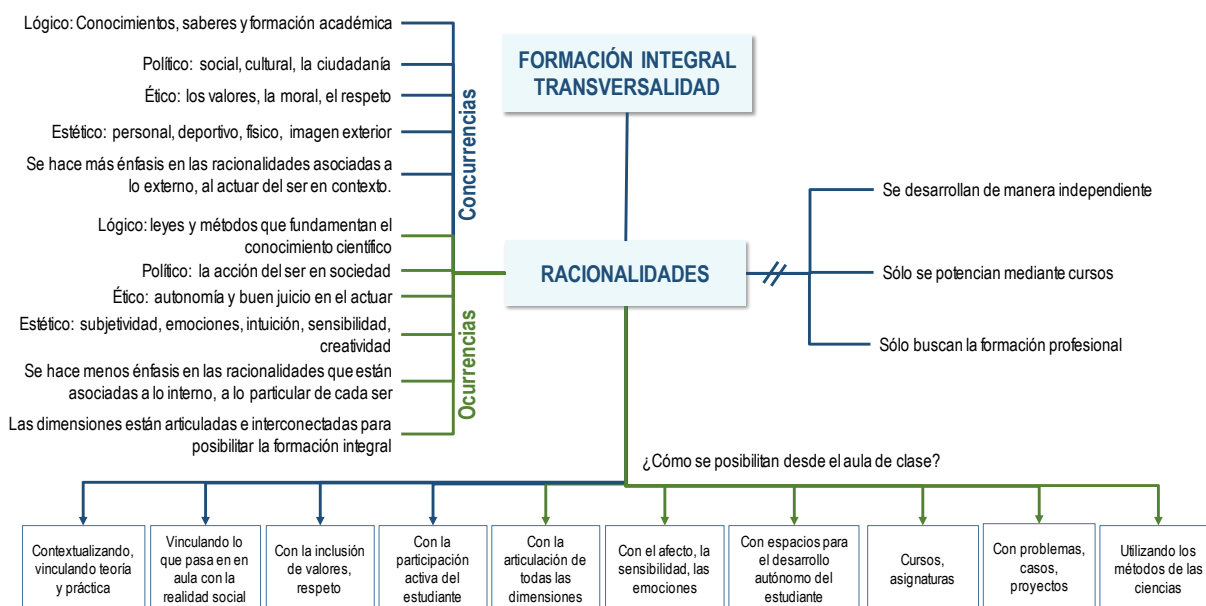 Lógico: Conocimientos, saberes y formación académica
Político: social, cultural, la ciudadanía
Ético: los valores, la moral, el respeto
Estético: personal, deportivo, físico, imagen exterior
Se hace más énfasis en las racionalidades asociadas a
lo externo, al actuar del ser en contexto.
Concurrencias
Lógico: leyes y métodos que fundamentan el
conocimiento científico
Político: la acción del ser en sociedad
Ético: autonomía y buen juicio en el actuar
Estético: subjetividad, emociones, intuición, sensibilidad,
creatividad
Se hace menos énfasis en las racionalidades que están
asociadas a lo interno, a lo particular de cada ser
Las dimensiones están articuladas e interconectadas para
posibilitar la formación integral
Ocurrencias
FORMACIÓN INTEGRAL
TRANSVERSALIDAD
RACIONALIDADES
Se desarrollan de manera independiente
Sólo se potencian mediante cursos
Sólo buscan la formación profesional
¿Cómo se posibilitan desde el aula de clase?
Contextualizando,
vinculando teoría
y práctica
Vinculando lo
que pasa en en
aula con la
realidad social
Con la inclusión
de valores,
respeto
Con la
participación
activa del
estudiante
Con la
articulación de
todas las
dimensiones
Con el afecto, la
sensibilidad, las
emociones
Con espacios para
el desarrollo
autónomo del
estudiante
Cursos,
asignaturas
Con problemas,
casos,
proyectos
Utilizando los
métodos de las
ciencias